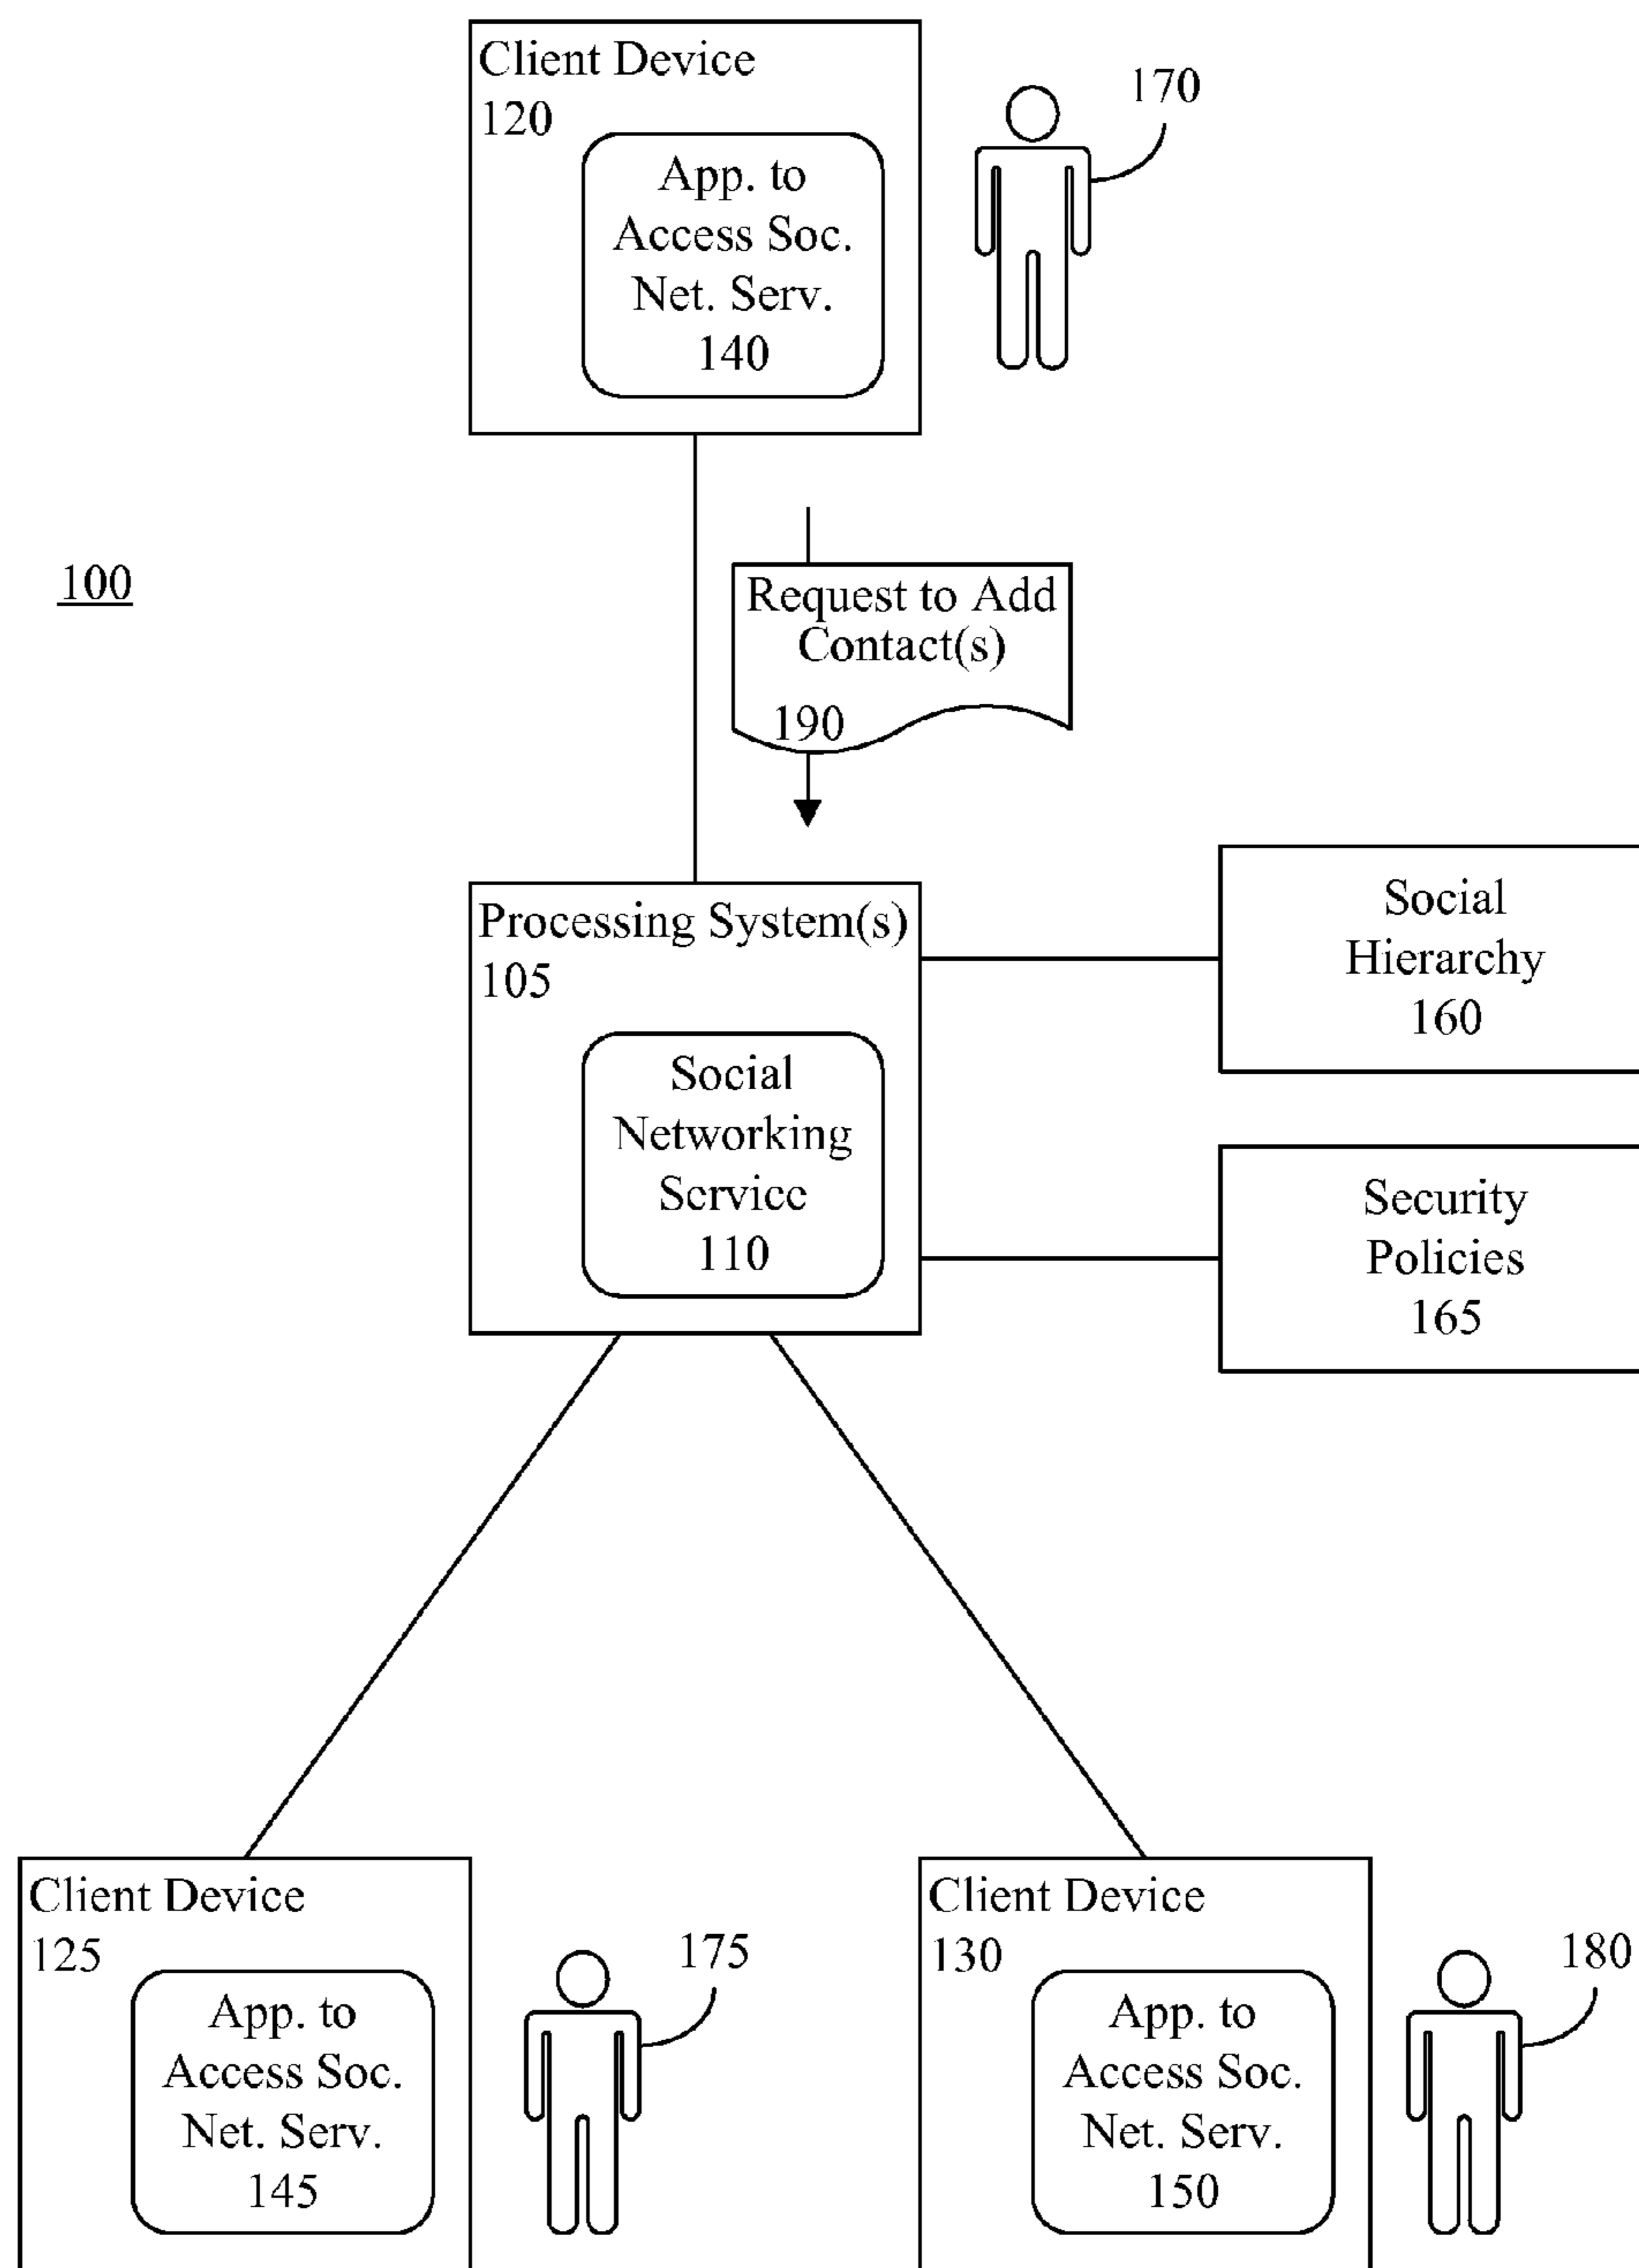 Client Device
120
App. to
Access Soc.
Net. Serv.
140
170
100
Request to Add
Contact(s)
190
Processing System(s)
105
Social
Networking
Service
110
Social
Hierarchy
160
Security
Policies
165
Client Device
125
App. to
Access Soc.
Net. Serv.
145
175
Client Device
130
App. to
Access Soc.
Net. Serv.
150
180